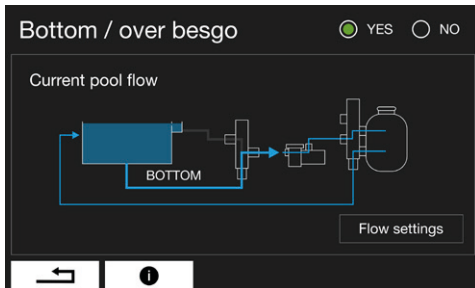 Bottom / over besgo
YES NO
Current pool flow
BOTTOM
Flow settings